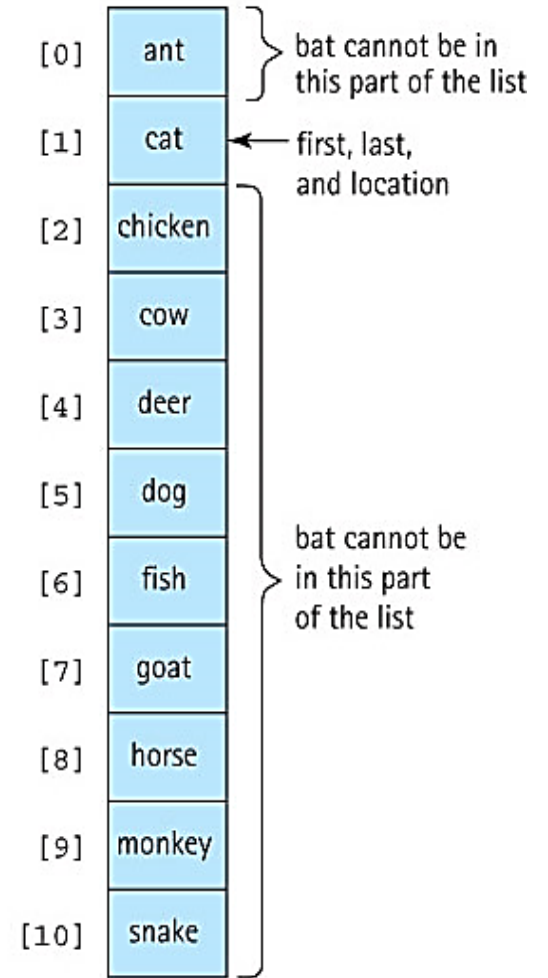 [0] ant
bat cannot be in
this part of the list
[1] cat
first, last,
and location
[2] chicken
[3] cow
[4] deer
[5] dog
[6] fish
[7] goat
[8] horse
[9] monkey
[10] snake
bat cannot be
in this part
of the list